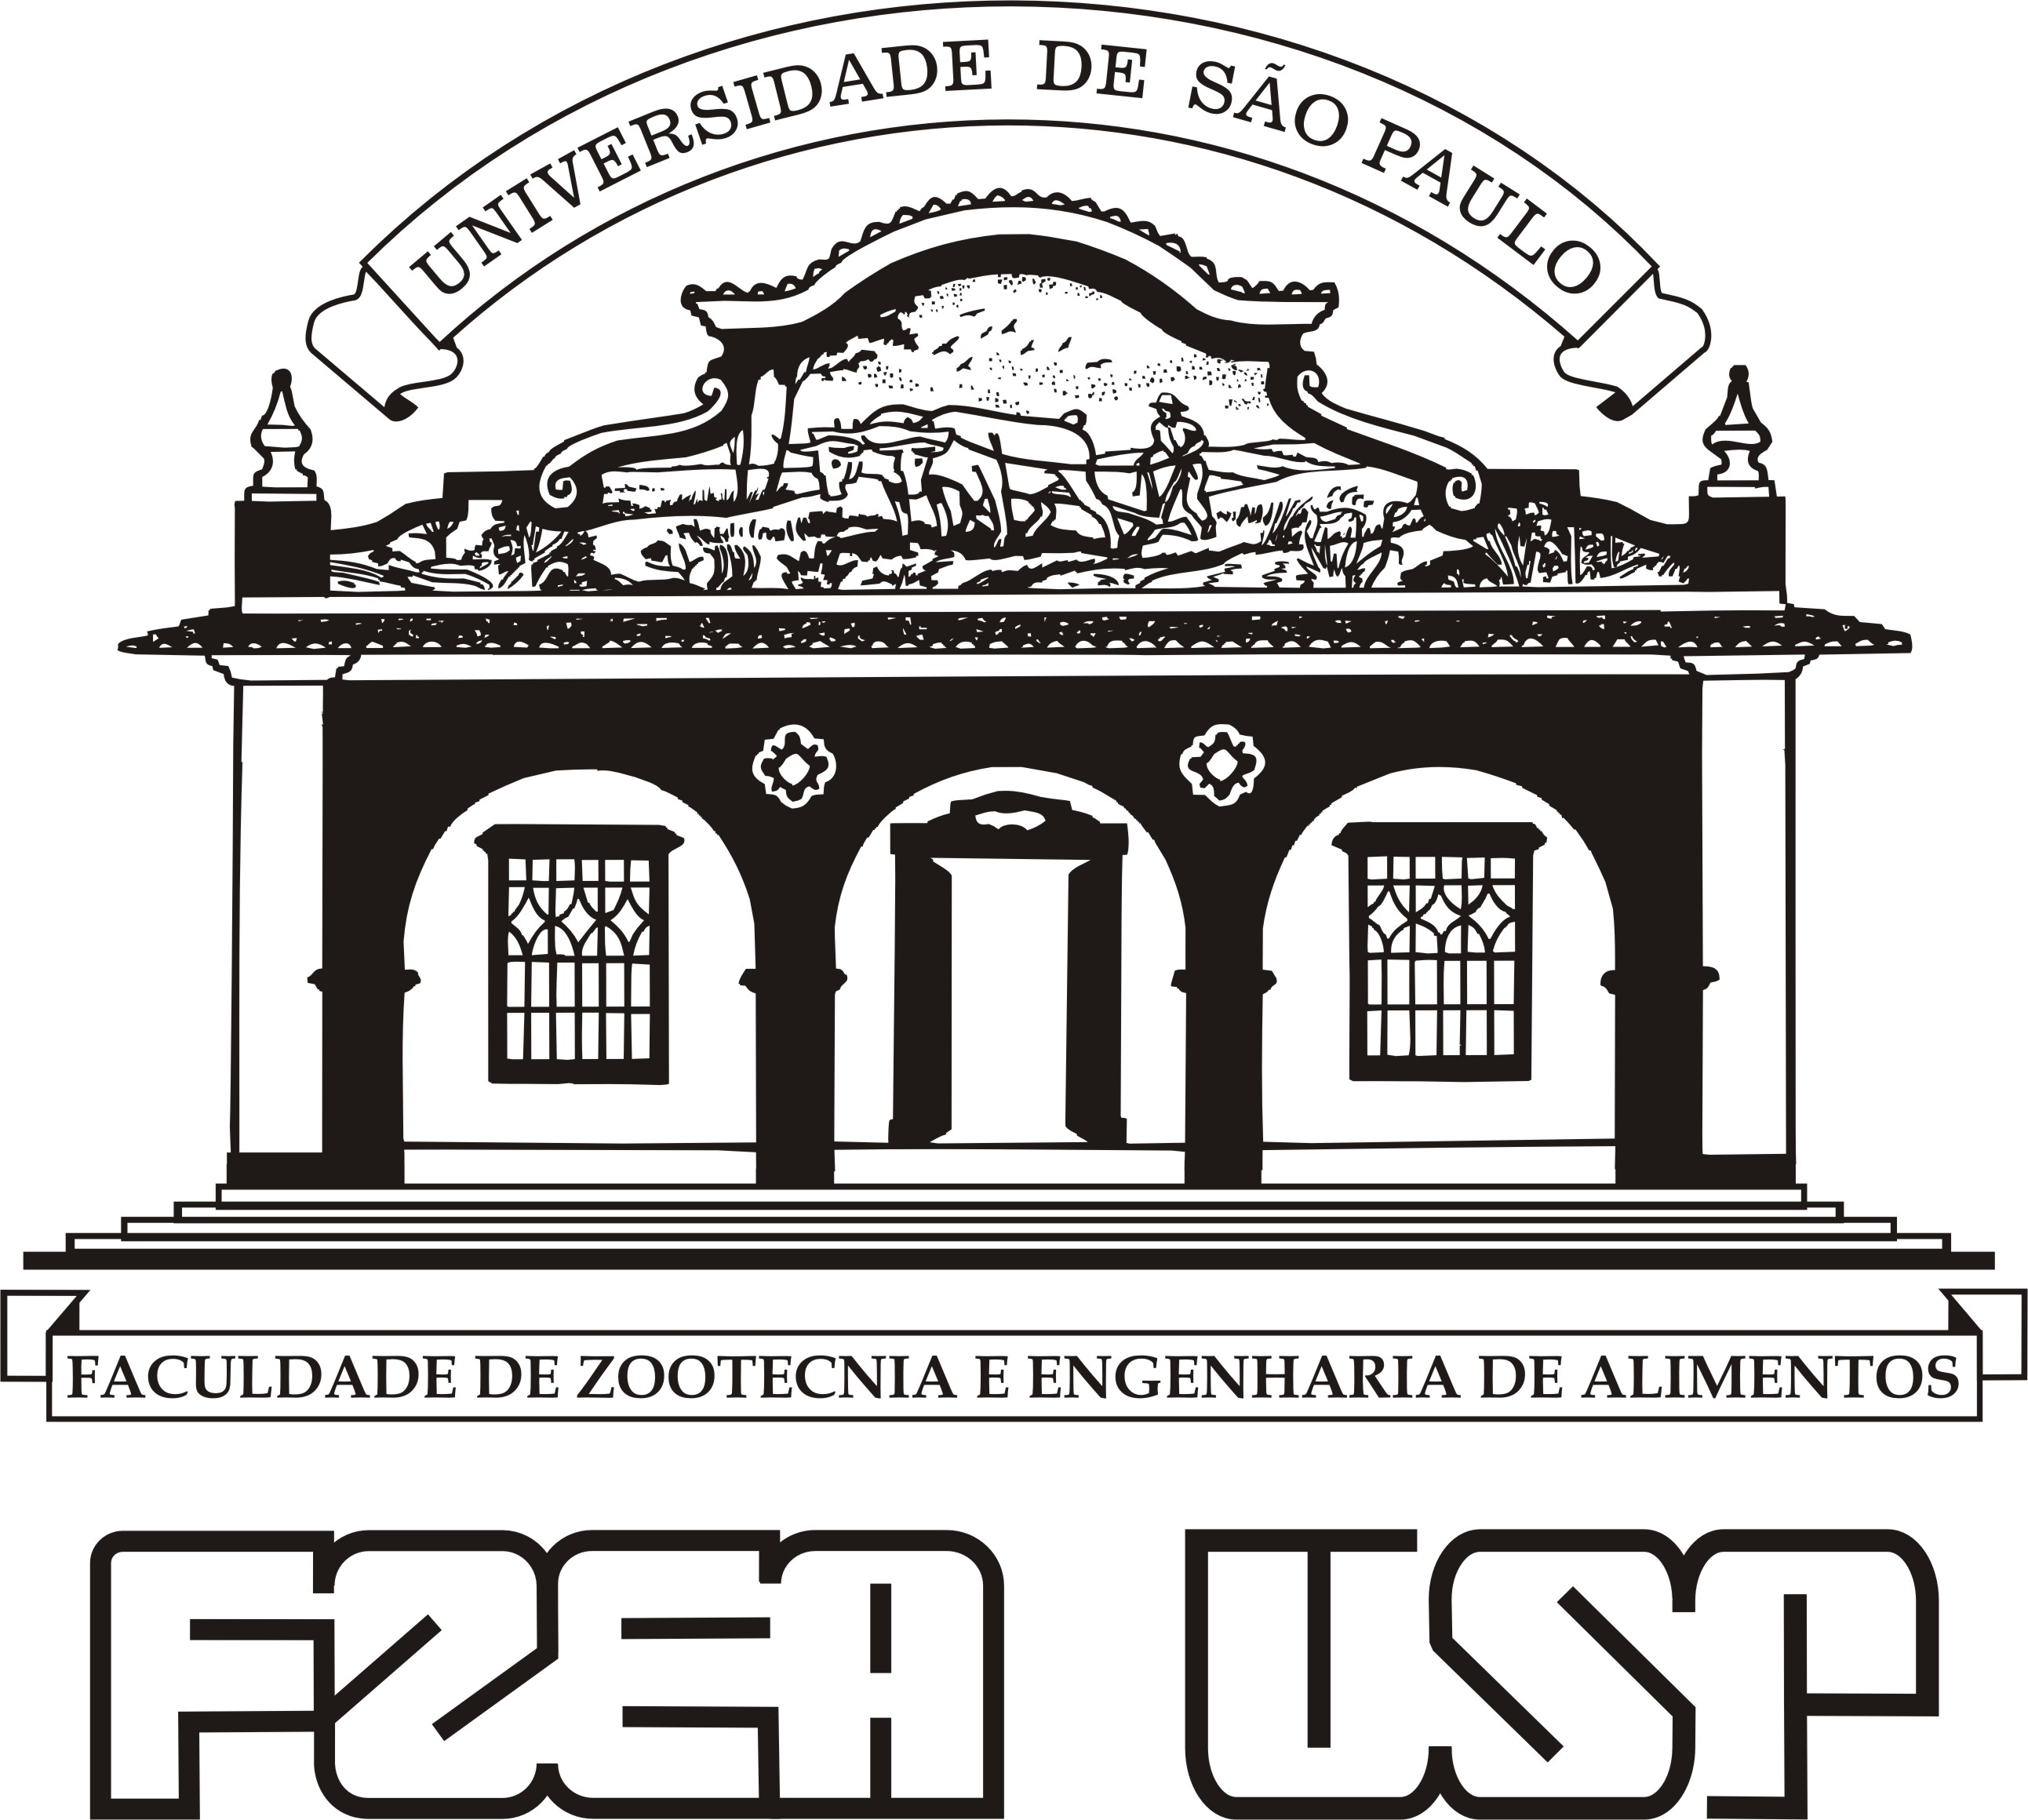 UNIVERSIDADE DE SÃO PAULO
FACULDADE DE ZOOTECNIA E ENGENHARIA DE ALIMENTOS
FZEA USP